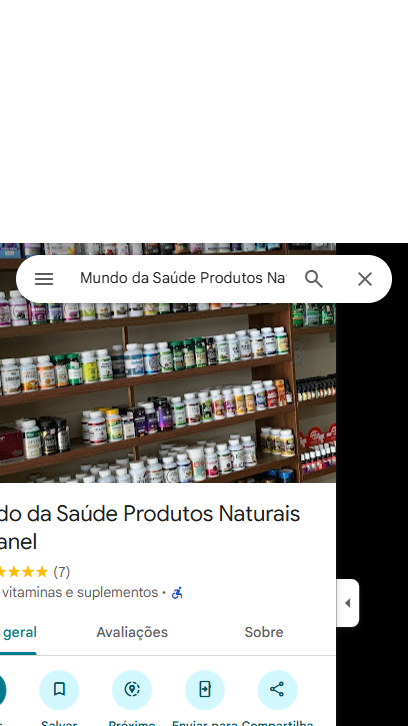 Mundo da Saúde Produtos Na
do da Saúde Produtos Naturais
anel
(7)
vitaminas e suplementos ·
geral
Avaliações
Sobre
Salvar
Próximo
Enviar para
Compartilha